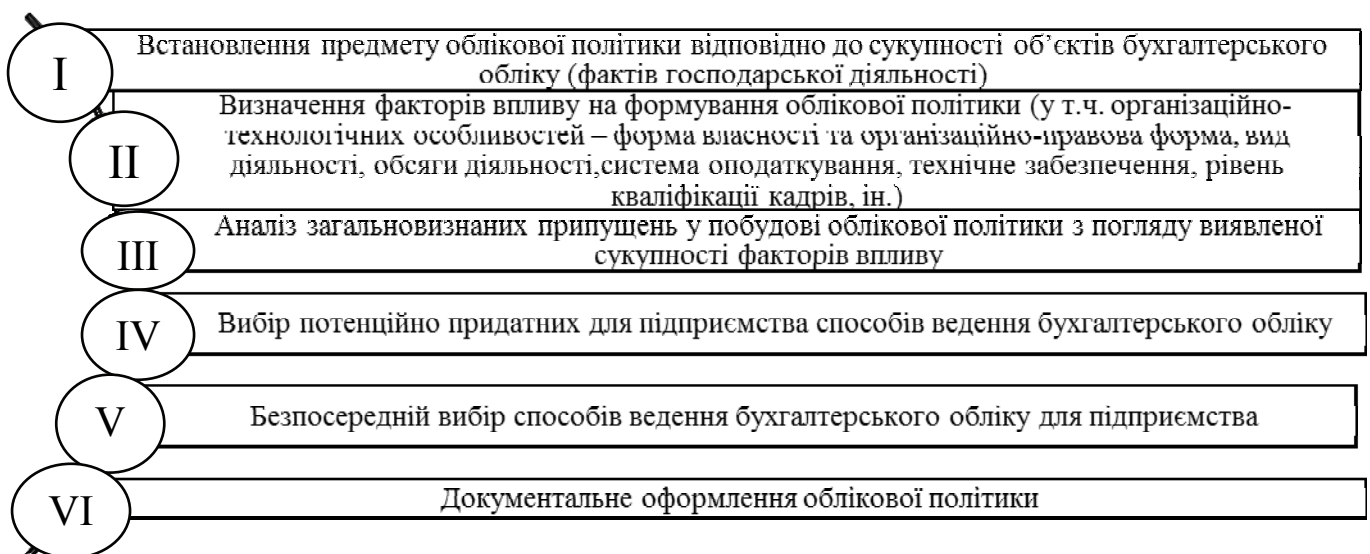 I
Встановлення предмету облікової політики відповідно до сукупності об’єктів бухгалтерського
обліку (фактів господарської діяльності)
II
Визначення факторів впливу на формування облікової політики (у т.ч. організаційно-
технологічних особливостей – форма власності та організаційно-правова форма, вид
діяльності, обсяги діяльності,система оподаткування, технічне забезпечення, рівень
кваліфікації кадрів, ін.)
III
Аналіз загальновизнаних припущень у побудові облікової політики з погляду виявленої
сукупності факторів впливу
IV
Вибір потенційно придатних для підприємства способів ведення бухгалтерського обліку
V
Безпосередній вибір способів ведення бухгалтерського обліку для підприємства
VI
Документальне оформлення облікової політики